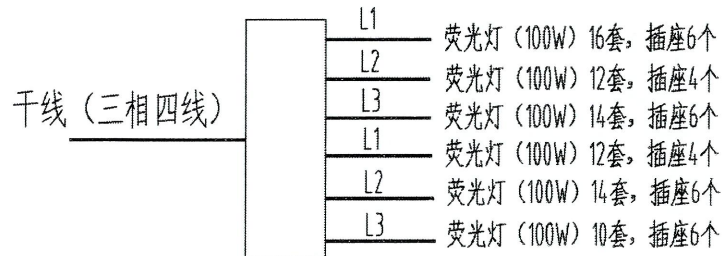 L1
荧光灯（100W）16套，插座6个
L2
荧光灯（100W）12套，插座4个
干线（三相四线）
L3
荧光灯（100W）14套，插座6个
L1
荧光灯（100W）12套，插座4个
L2
荧光灯（100W）14套，插座6个
L3
荧光灯（100W）10套，插座6个